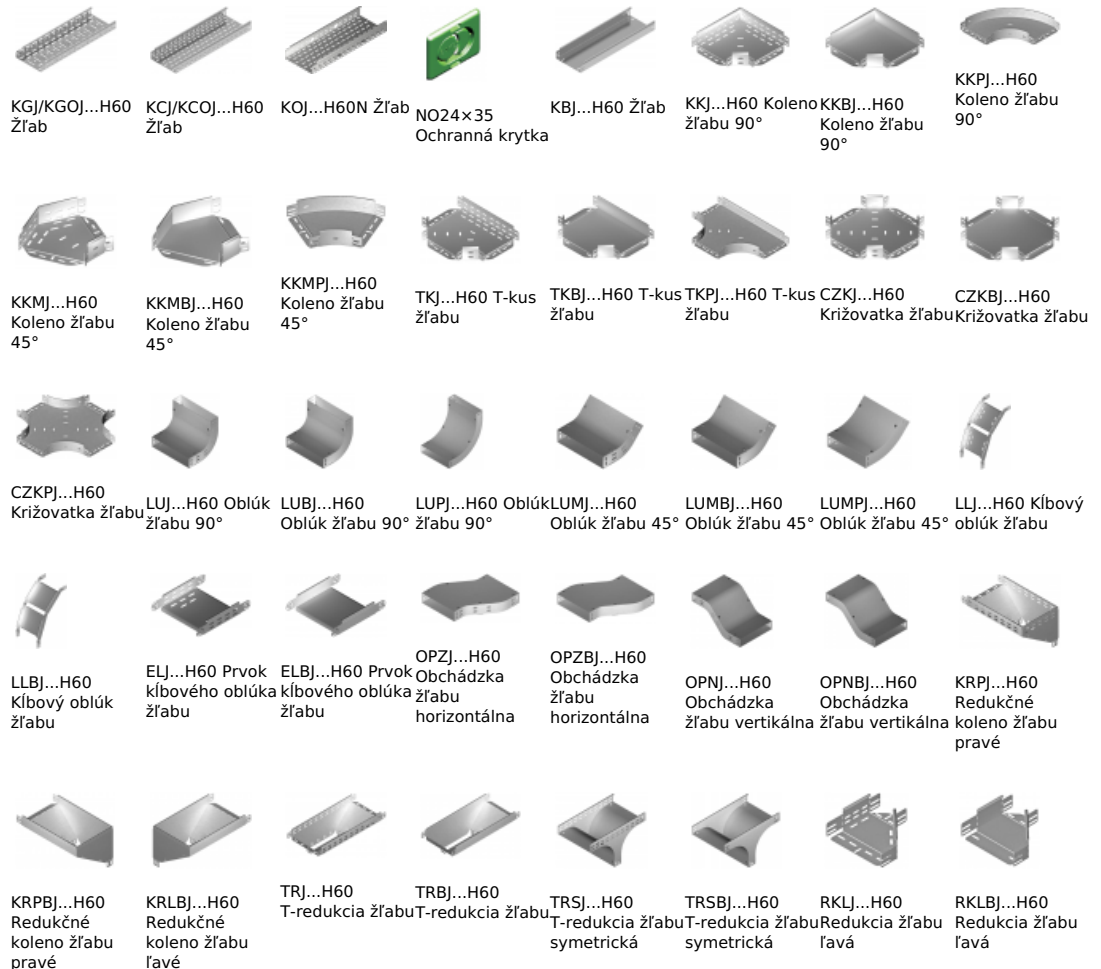 KGJ/KGOJ...H60
Žľab
KCJ/KCOJ...H60
Žľab
KOJ...H60N Žľab
NO24×35
Ochranná krytka
KBJ...H60 Žľab
KKJ...H60 Koleno
žľabu 90°
KKBJ...H60
Koleno žľabu
90°
KKPJ...H60
Koleno žľabu
90°
KKMJ...H60
Koleno žľabu
45°
KKMBJ...H60
Koleno žľabu
45°
KKMPJ...H60
Koleno žľabu
45°
TKJ...H60 T-kus
žľabu
TKBJ...H60 T-kus
žľabu
TKPJ...H60 T-kus
žľabu
CZKJ...H60
Križovatka žľabu
CZKBJ...H60
Križovatka žľabu
CZKPJ...H60
Križovatka žľabu
LUJ...H60 Oblúk
žľabu 90°
LUBJ...H60
Oblúk žľabu 90°
LUPJ...H60 Oblúk
žľabu 90°
LUMJ...H60
Oblúk žľabu 45°
LUMBJ...H60
Oblúk žľabu 45°
LUMPJ...H60
Oblúk žľabu 45°
LLJ...H60 Kĺbový
oblúk žľabu
LLBJ...H60
Kĺbový oblúk
žľabu
ELJ...H60 Prvok
kĺbového oblúka
žľabu
ELBJ...H60 Prvok
kĺbového oblúka
žľabu
OPZJ...H60
Obchádzka
žľabu
horizontálna
OPZBJ...H60
Obchádzka
žľabu
horizontálna
OPNJ...H60
Obchádzka
žľabu vertikálna
OPNBJ...H60
Obchádzka
žľabu vertikálna
KRPJ...H60
Redukčné
koleno žľabu
pravé
KRPBJ...H60
Redukčné
koleno žľabu
pravé
KRLBJ...H60
Redukčné
koleno žľabu
ľavé
TRJ...H60
T-redukcia žľabu
TRBJ...H60
T-redukcia žľabu
TRSJ...H60
T-redukcia žľabu
symetrická
TRSBJ...H60
T-redukcia žľabu
symetrická
RKLJ...H60
Redukcia žľabu
ľavá
RKLBJ...H60
Redukcia žľabu
ľavá